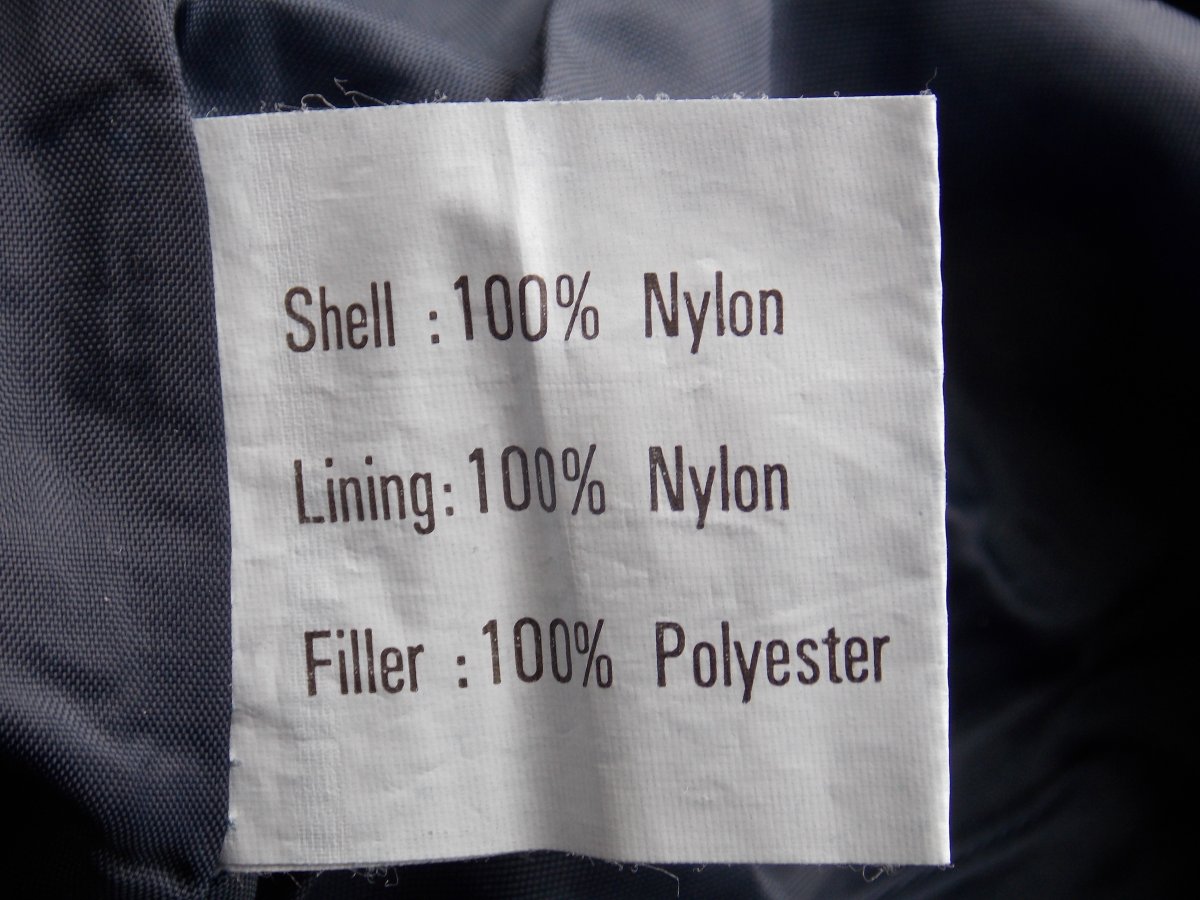 Shell :100% Nylon
Lining:100% Nylon
Filler :100% Polyester